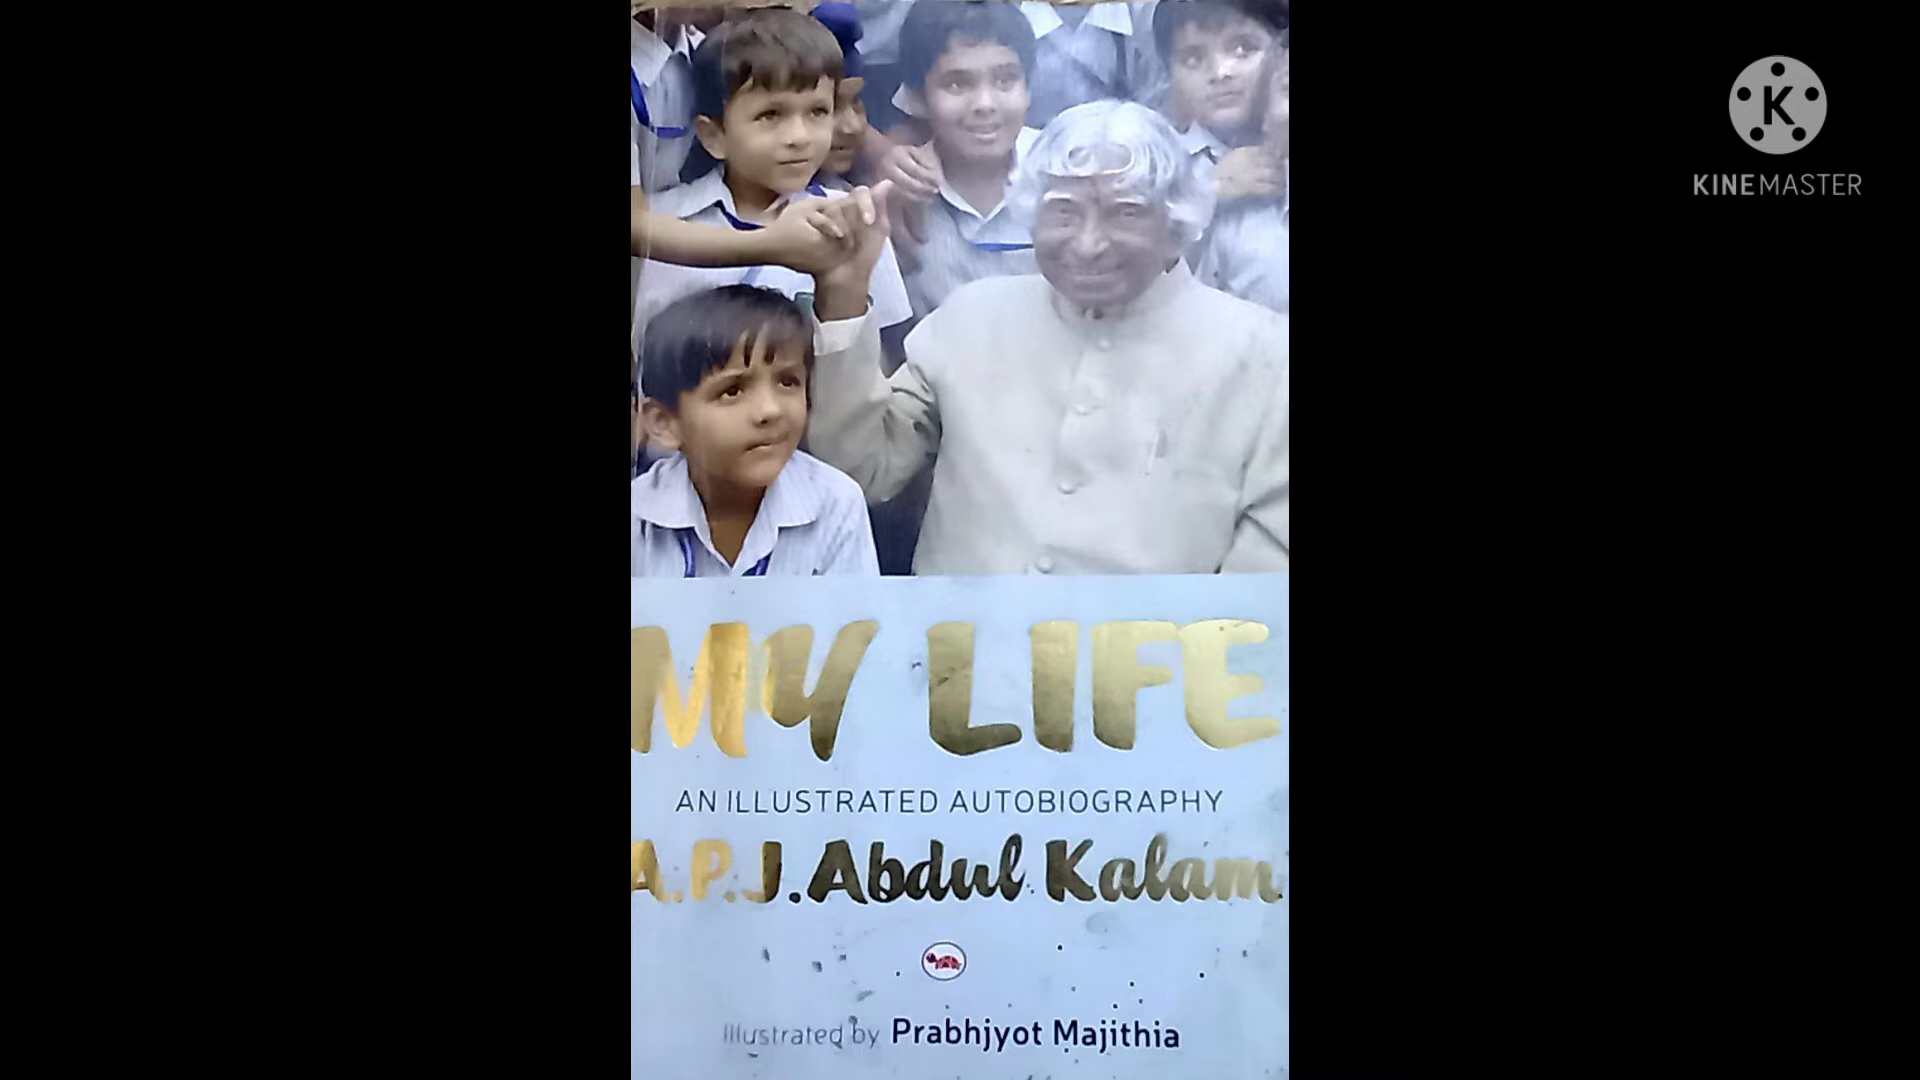 K
KINEMASTER
MY LIFE
AN ILLUSTRATED AUTOBIOGRAPHY
A.P.J. Abdul Kalam
Illustrated by Prabhjyot Majithia